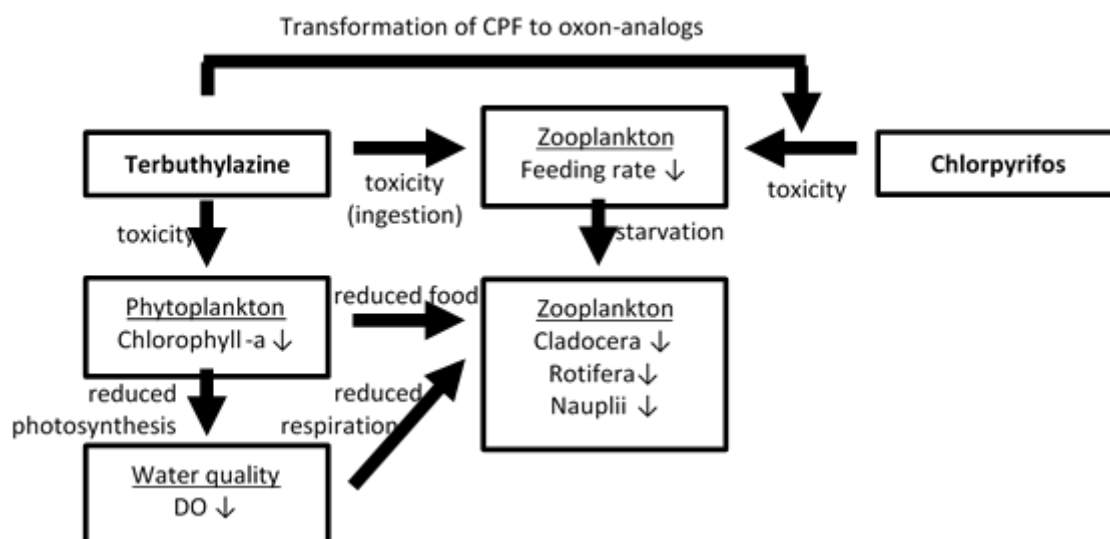 Transformation of CPF to oxon-analogs
Terbuthylazine
toxicity
(ingestion)
Zooplankton
Feeding rate ↓
toxicity
Chlorpyrifos
toxicity
starvation
Phytoplankton
Chlorophyll-a ↓
reduced food
Zooplankton
Cladocera ↓
Rotifera↓
Nauplii ↓
reduced
photosynthesis
reduced
respiration
Water quality
DO ↓